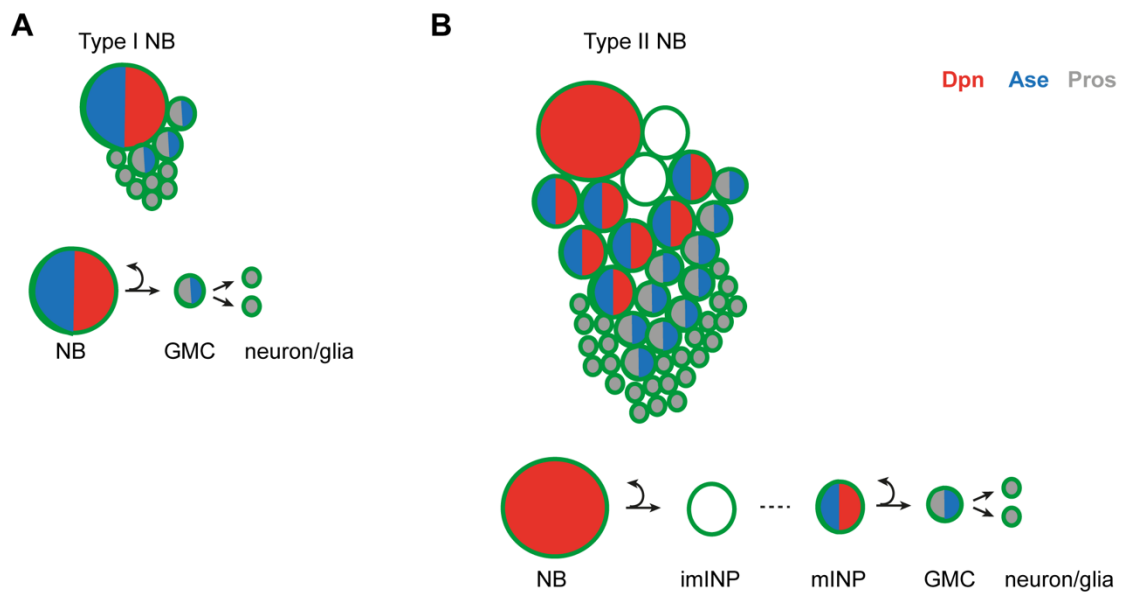 A
Type I NB
NB
GMC
neuron/glia
B
Type II NB
Dpn Ase Pros
NB
imINP
mINP
GMC
neuron/glia